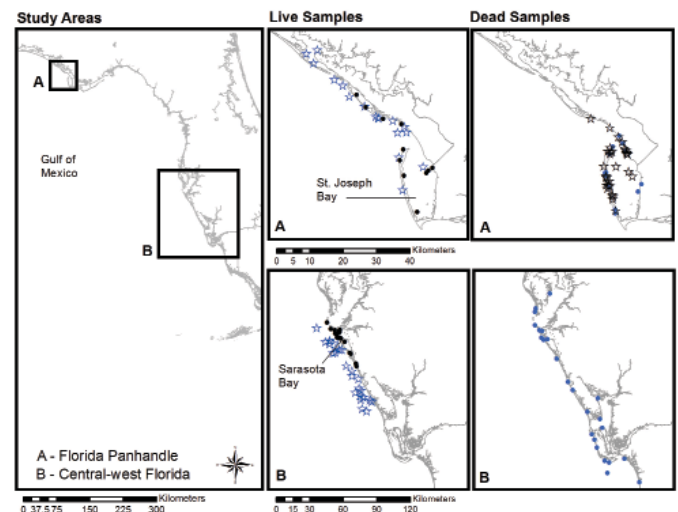 Study Areas
Live Samples
Dead Samples
A
Gulf of
Mexico
B
A - Florida Panhandle
B - Central-west Florida
Kilometers
0 37.5 75 150 225 300
St. Joseph
Bay
A
A
Kilometers
0 5 10 20 30 40
Sarasota
Bay
B
B
Kilometers
0 15 30 60 90 120